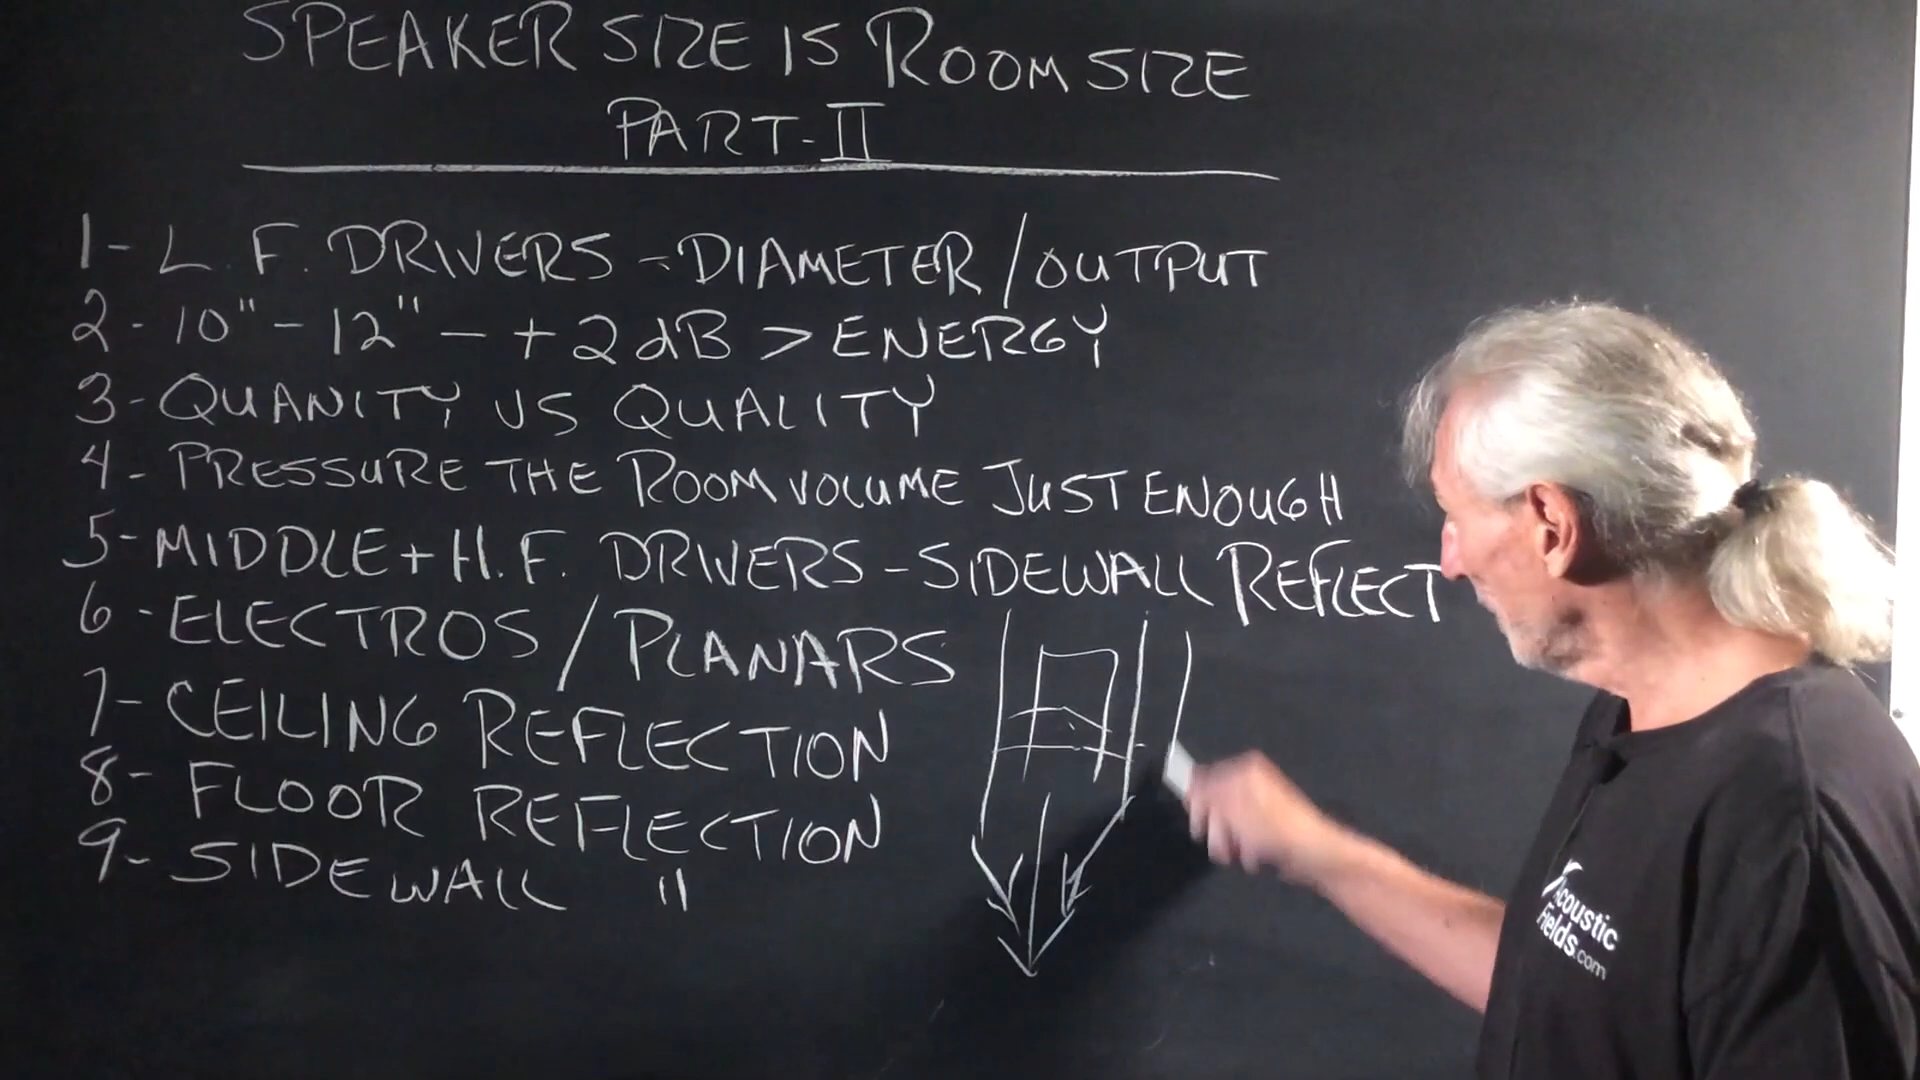 SPEAKER SIZE IS ROOM SIZE
PART-II
1- L.F. DRIVERS - DIAMETER/OUTPUT
2- 10" - 12" - + 2dB > ENERGY
3- QUANITY VS QUALITY
4- PRESSURE THE ROOM VOLUME JUST ENOUGH
5- MIDDLE + H.F. DRIVERS - SIDEWALL REFLECT
6- ELECTROS/PLANARS
7- CEILING REFLECTION
8- FLOOR REFLECTION
9- SIDEWALL "
Acoustic
Fields.com